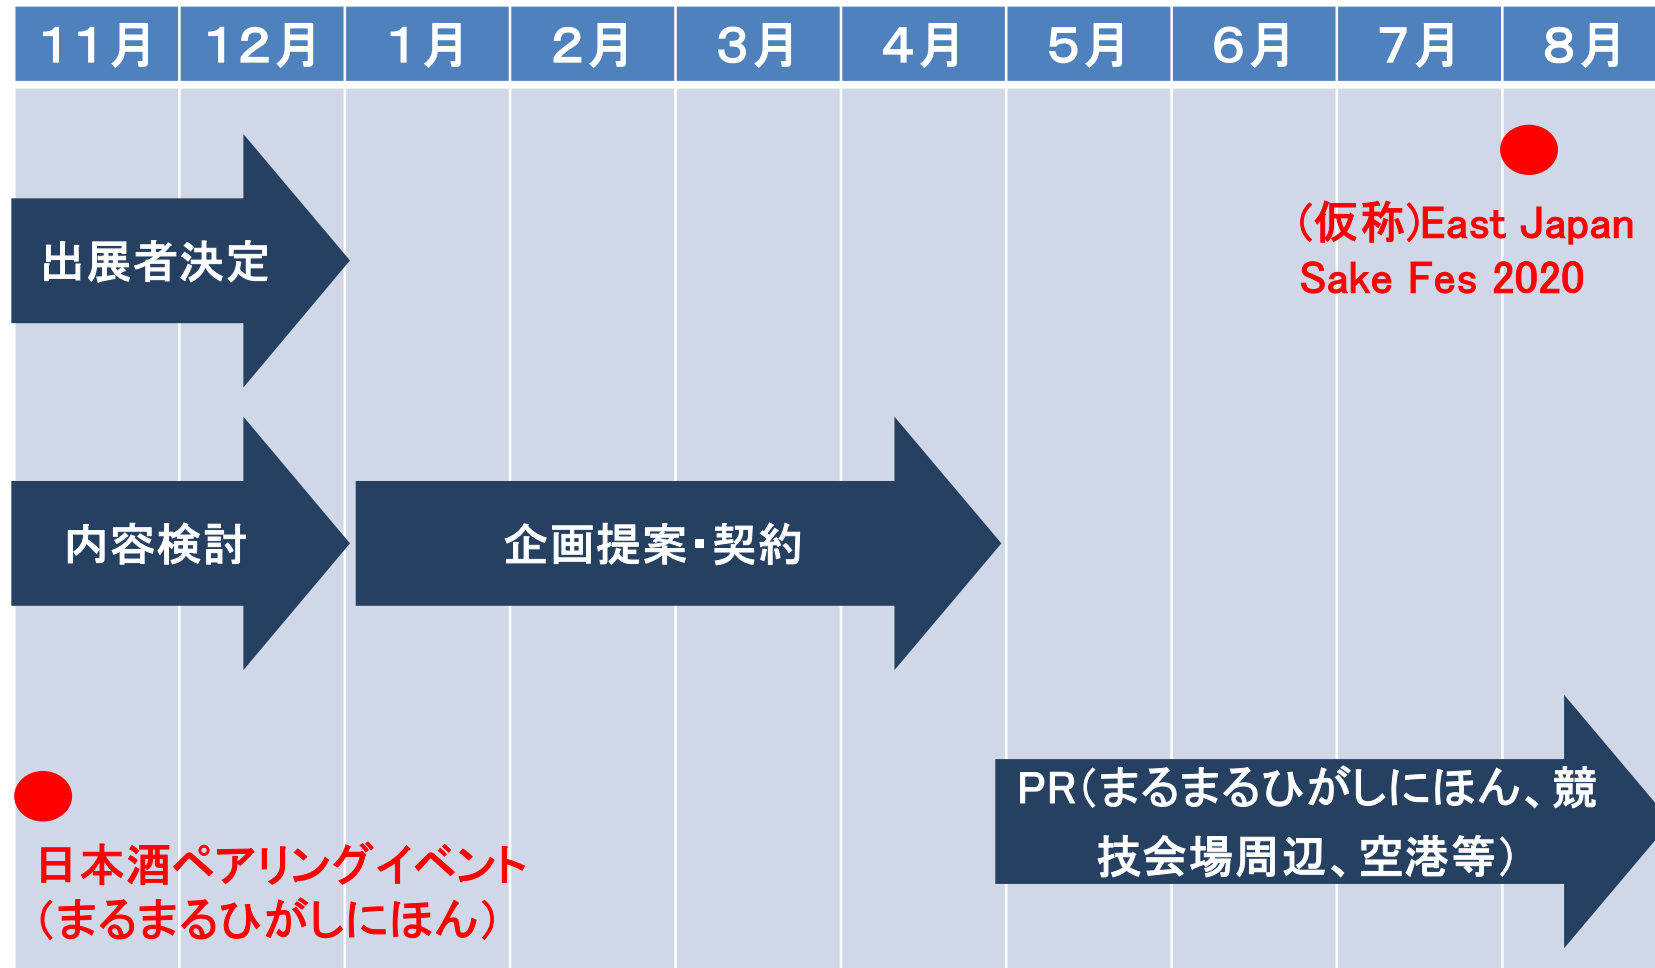 11月 12月 1月 2月 3月 4月 5月 6月 7月 8月
(仮称)East Japan
Sake Fes 2020
出展者決定
内容検討
企画提案・契約
PR(まるまるひがしにほん、競
技会場周辺、空港等)
日本酒ペアリングイベント
(まるまるひがしにほん)